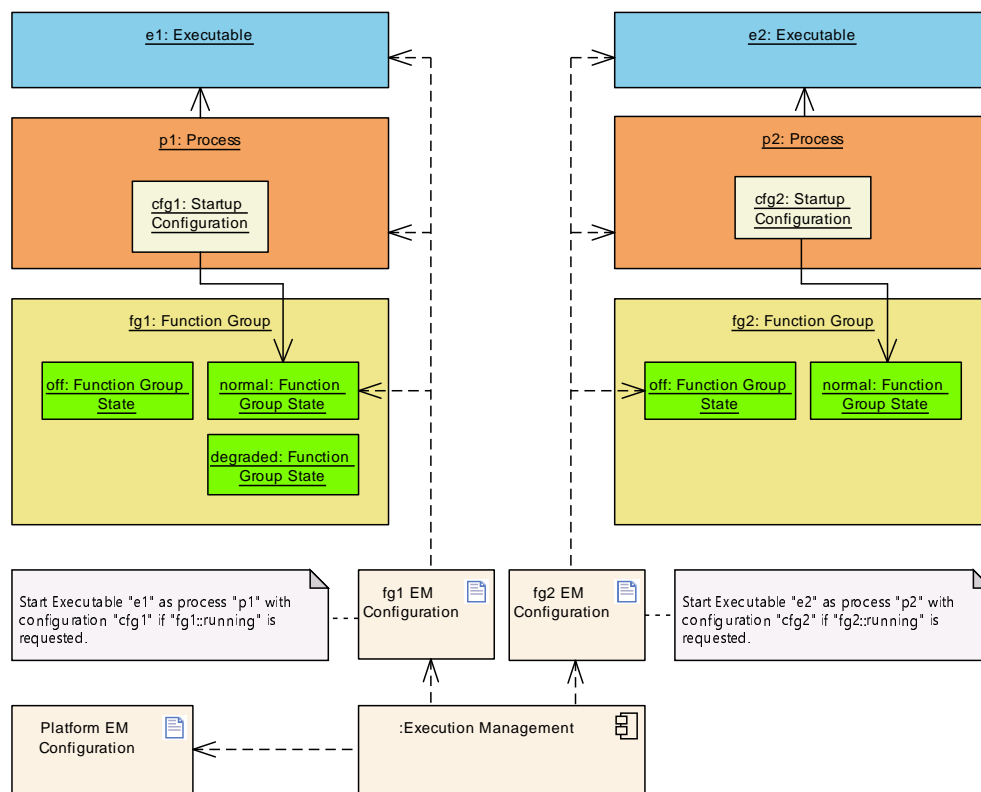 e1: Executable
e2: Executable
p1: Process
p2: Process
cfg1: Startup
Configuration
cfg2: Startup
Configuration
fg1: Function Group
fg2: Function Group
off: Function Group
State
normal: Function
Group State
off: Function Group
State
normal: Function
Group State
degraded: Function
Group State
Start Executable "e1" as process "p1" with
configuration "cfg1" if "fg1::running" is
requested.
fg1 EM
Configuration
fg2 EM
Configuration
Start Executable "e2" as process "p2" with
configuration "cfg2" if "fg2::running" is
requested.
Platform EM
Configuration
:Execution Management